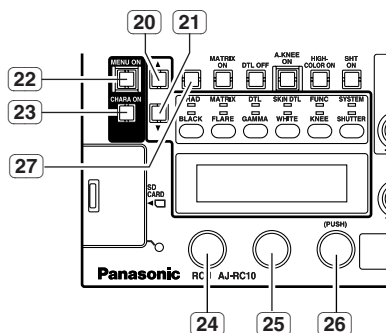 20
21
22
23
27
MENU ON
CHARA ON
▲
▼
MATRIX ON
DTL OFF
A.KNEE ON
HIGH-COLOR ON
SHT ON
SHAD MATRIX DTL SKIN DTL FUNC SYSTEM
BLACK FLARE GAMMA WHITE KNEE SHUTTER
SD CARD
(PUSH)
Panasonic AJ-RC10
24 25 26